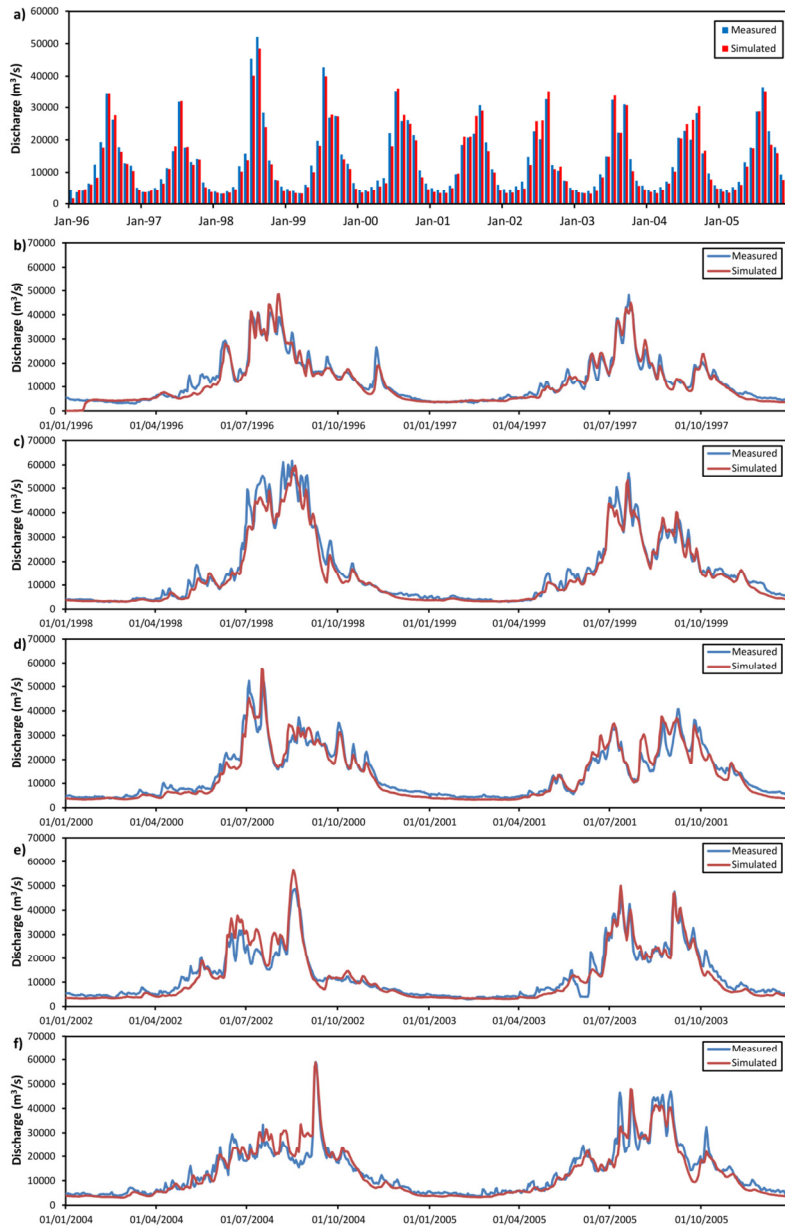 a)
Discharge (m³/s)
60000
50000
40000
30000
20000
10000
0
Measured
Simulated
Jan-96 Jan-97 Jan-98 Jan-99 Jan-00 Jan-01 Jan-02 Jan-03 Jan-04 Jan-05
b)
Discharge (m³/s)
70000
60000
50000
40000
30000
20000
10000
0
Measured
Simulated
01/01/1996 01/04/1996 01/07/1996 01/10/1996 01/01/1997 01/04/1997 01/07/1997 01/10/1997
c)
Discharge (m³/s)
70000
60000
50000
40000
30000
20000
10000
0
Measured
Simulated
01/01/1998 01/04/1998 01/07/1998 01/10/1998 01/01/1999 01/04/1999 01/07/1999 01/10/1999
d)
Discharge (m³/s)
70000
60000
50000
40000
30000
20000
10000
0
Measured
Simulated
01/01/2000 01/04/2000 01/07/2000 01/10/2000 01/01/2001 01/04/2001 01/07/2001 01/10/2001
e)
Discharge (m³/s)
70000
60000
50000
40000
30000
20000
10000
0
Measured
Simulated
01/01/2002 01/04/2002 01/07/2002 01/10/2002 01/01/2003 01/04/2003 01/07/2003 01/10/2003
f)
Discharge (m³/s)
70000
60000
50000
40000
30000
20000
10000
0
Measured
Simulated
01/01/2004 01/04/2004 01/07/2004 01/10/2004 01/01/2005 01/04/2005 01/07/2005 01/10/2005